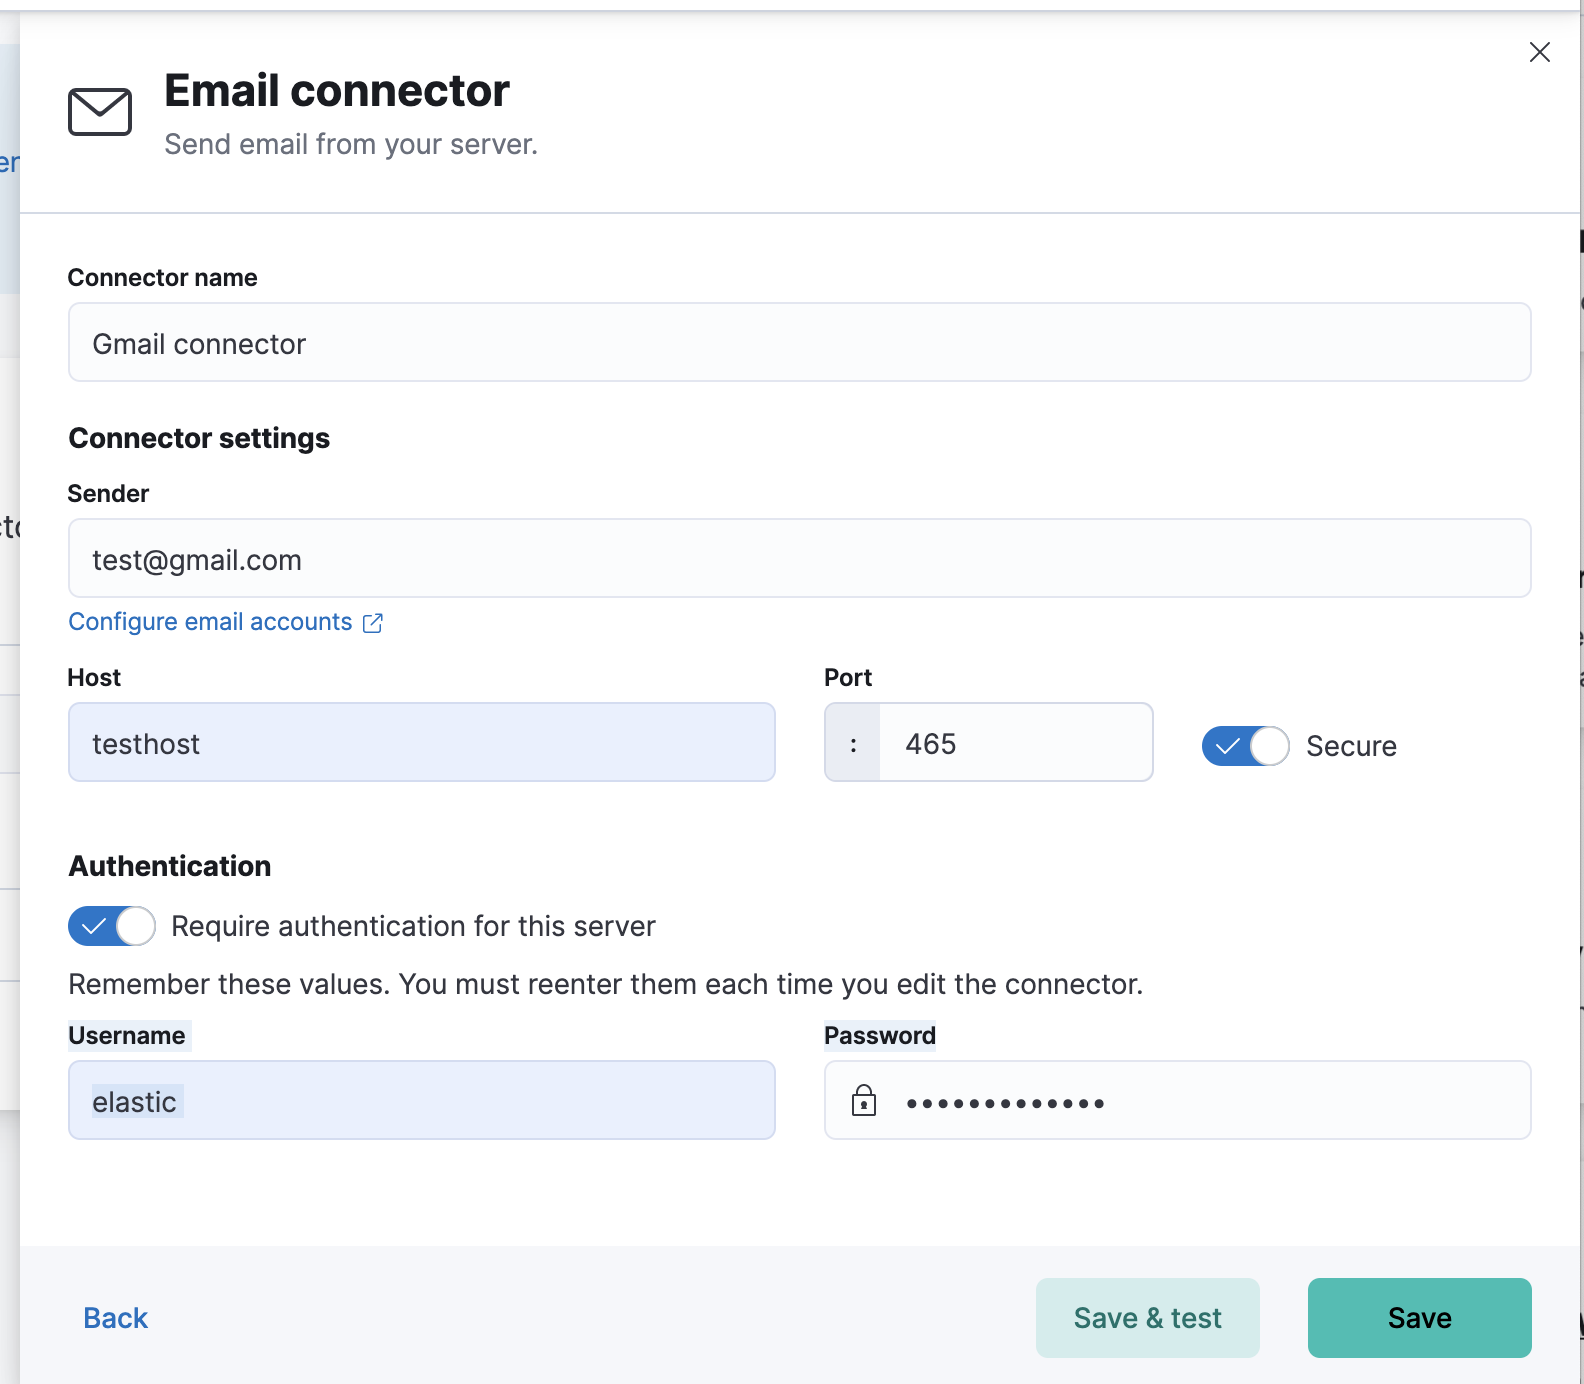 Email connector
Send email from your server.
Connector name
Gmail connector
Connector settings
Sender
test@gmail.com
Configure email accounts
Host
Port
testhost
: 465
Secure
Authentication
Require authentication for this server
Remember these values. You must reenter them each time you edit the connector.
Username
Password
elastic
•••••••••••••
Back
Save & test
Save